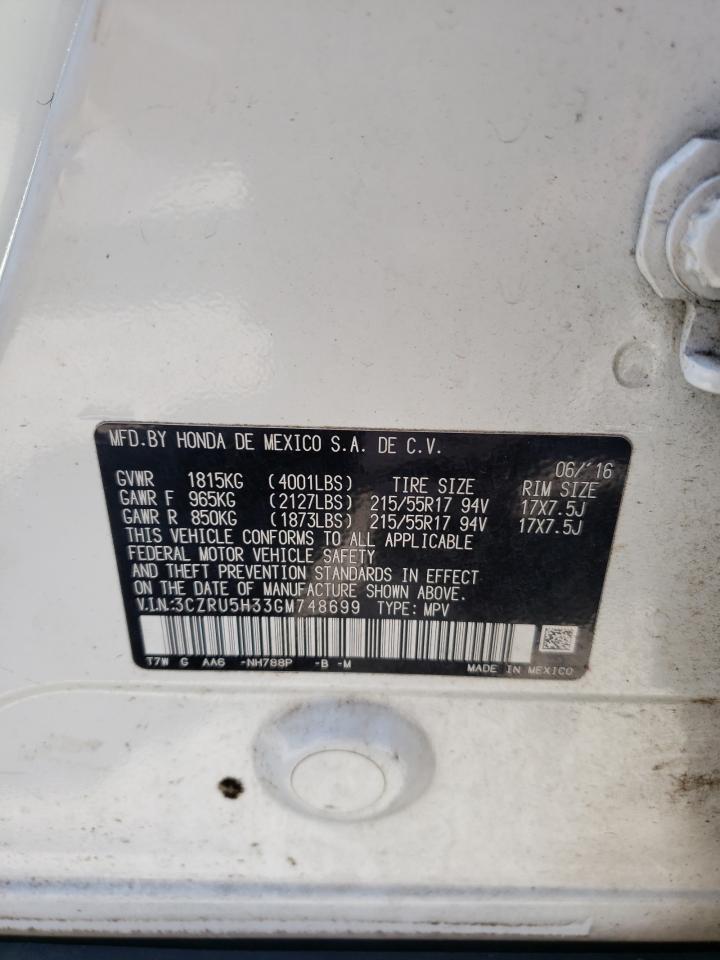 MFD.BY HONDA DE MEXICO S.A. DE C.V.
06/'16
GVWR 1815KG (4001LBS) TIRE SIZE RIM SIZE
GAWR F 965KG (2127LBS) 215/55R17 94V 17X7.5J
GAWR R 850KG (1873LBS) 215/55R17 94V 17X7.5J
THIS VEHICLE CONFORMS TO ALL APPLICABLE
FEDERAL MOTOR VEHICLE SAFETY
AND THEFT PREVENTION STANDARDS IN EFFECT
ON THE DATE OF MANUFACTURE SHOWN ABOVE.
V.I.N.:3CZRU5H33GM748699 TYPE: MPV
T7W G AA6 -NH788P -B -M MADE IN MEXICO